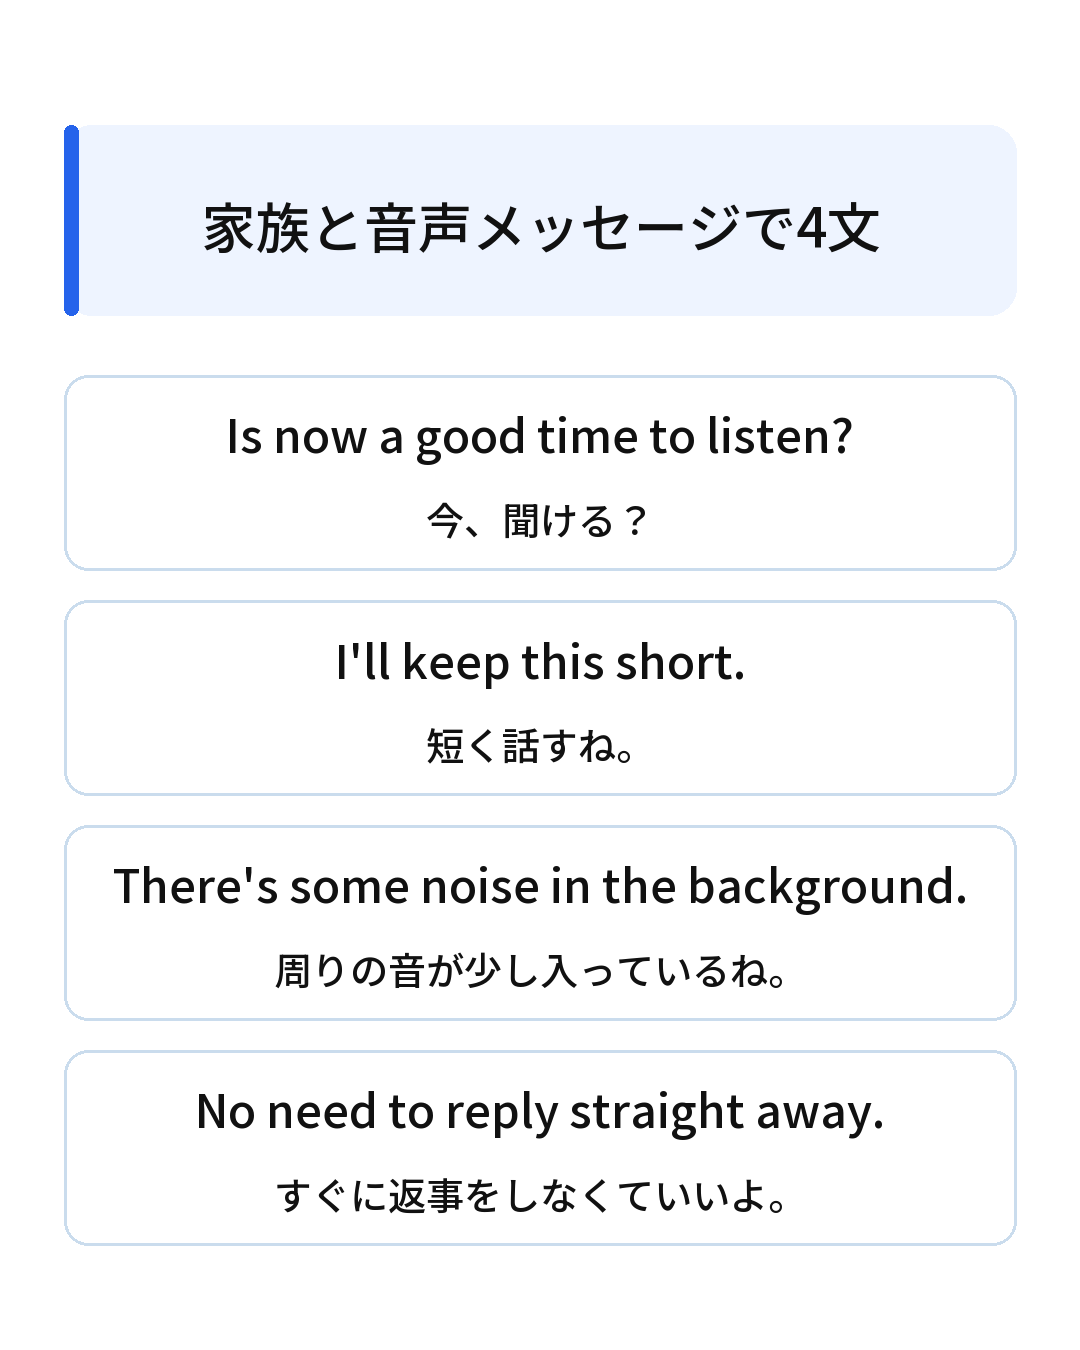 家族と音声メッセージで4文
Is now a good time to listen?
今、聞ける？
I'll keep this short.
短く話すね。
There's some noise in the background.
周りの音が少し入っているね。
No need to reply straight away.
すぐに返事をしなくていいよ。